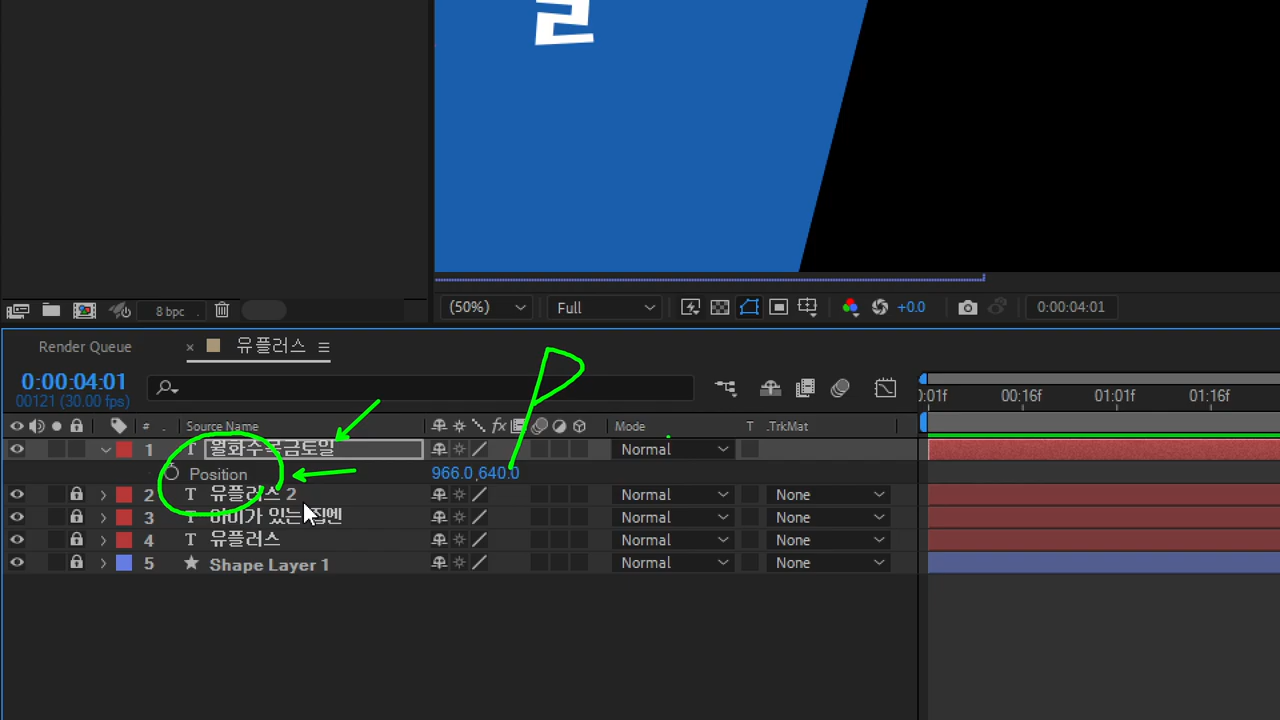 일
8 bpc
(50%)
Full
+0.0
0:00:04:01
Render Queue
× 유플러스
0:00:04:01
00121 (30.00 fps)
P
:01f 00:16f 01:01f 01:16f
# Source Name fx Mode T .TrkMat
1 T 월화수목금토일 Normal
Position 966.0,640.0
2 T 유플러스 2 Normal None
3 T 아이가 있는 집엔 Normal None
4 T 유플러스 Normal None
5 Shape Layer 1 Normal None